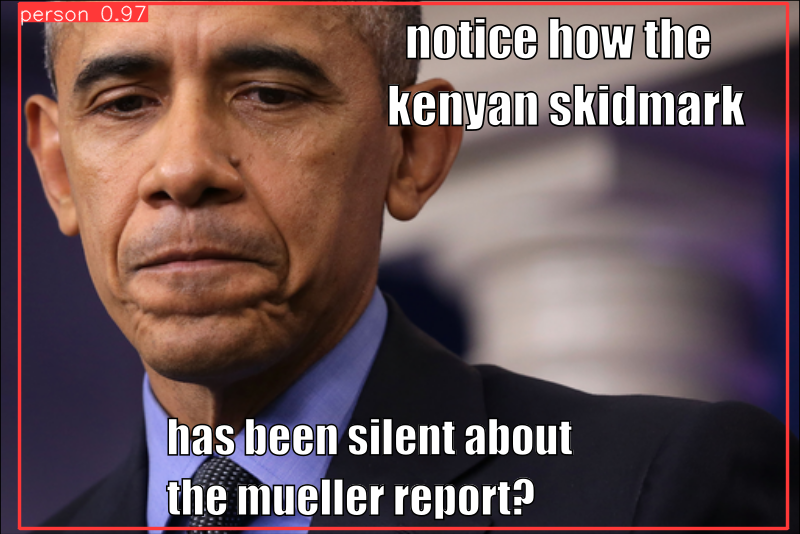 person 0.97
notice how the
kenyan skidmark
has been silent about
the mueller report?